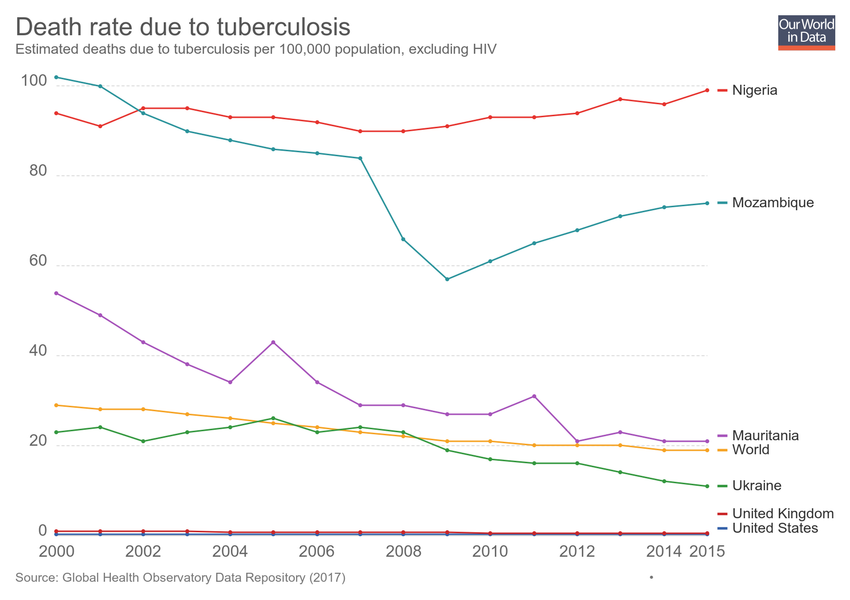 Death rate due to tuberculosis
Estimated deaths due to tuberculosis per 100,000 population, excluding HIV
Our World
in Data
100
80
60
40
20
0
Nigeria
Mozambique
Mauritania
World
Ukraine
United Kingdom
United States
2000 2002 2004 2006 2008 2010 2012 2014 2015
Source: Global Health Observatory Data Repository (2017)